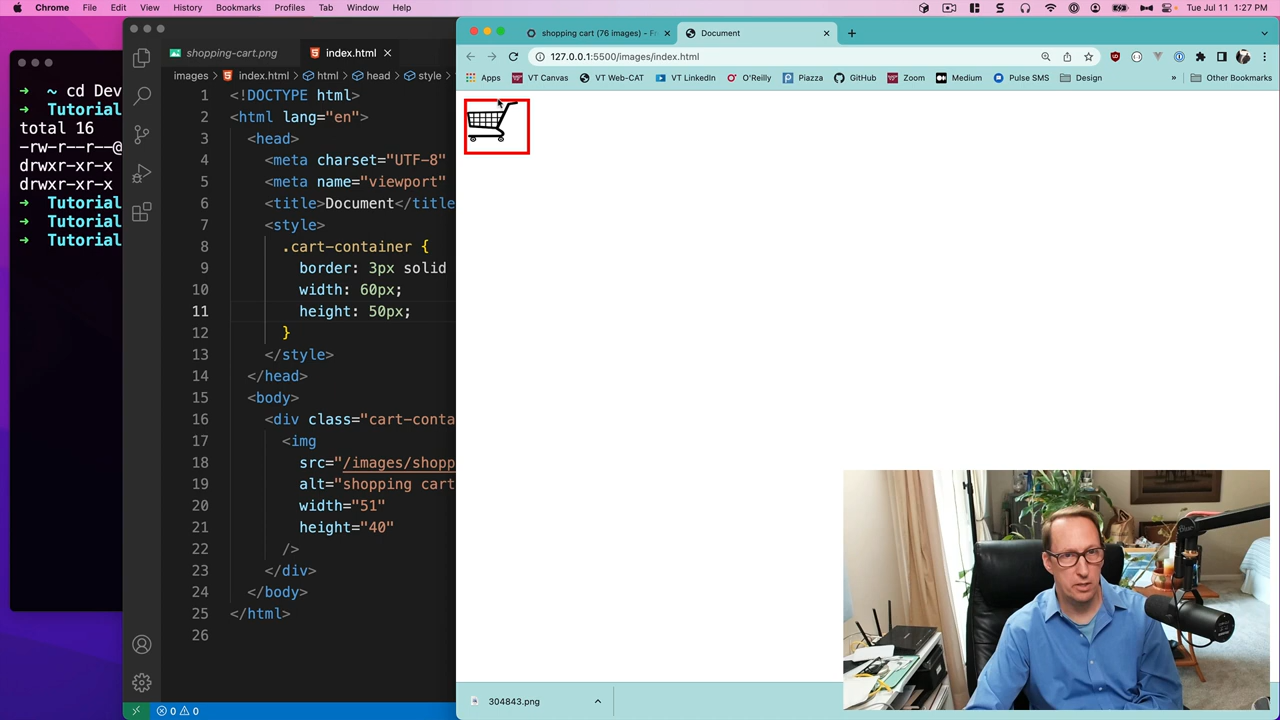 Chrome File Edit View History Bookmarks Profiles Tab Window Help Tue Jul 11 1:27 PM
shopping cart (76 images) - Fr
Document
127.0.0.1:5500/images/index.html
Apps VT Canvas VT Web-CAT VT LinkedIn O'Reilly Piazza GitHub Zoom Medium Pulse SMS Design » Other Bookmarks
➜ ~ cd Dev
➜ Tutorial
total 16
-rw-r--r--@
drwxr-xr-x
drwxr-xr-x
➜ Tutorial
➜ Tutorial
➜ Tutorial
shopping-cart.png index.html
images > index.html > html > head > style
1 <!DOCTYPE html>
2 <html lang="en">
3 <head>
4 <meta charset="UTF-8"
5 <meta name="viewport"
6 <title>Document</title
7 <style>
8 .cart-container {
9 border: 3px solid
10 width: 60px;
11 height: 50px;
12 }
13 </style>
14 </head>
15 <body>
16 <div class="cart-conta
17 <img
18 src="/images/shopp
19 alt="shopping cart
20 width="51"
21 height="40"
22 />
23 </div>
24 </body>
25 </html>
26
0 0
304843.png
Blue